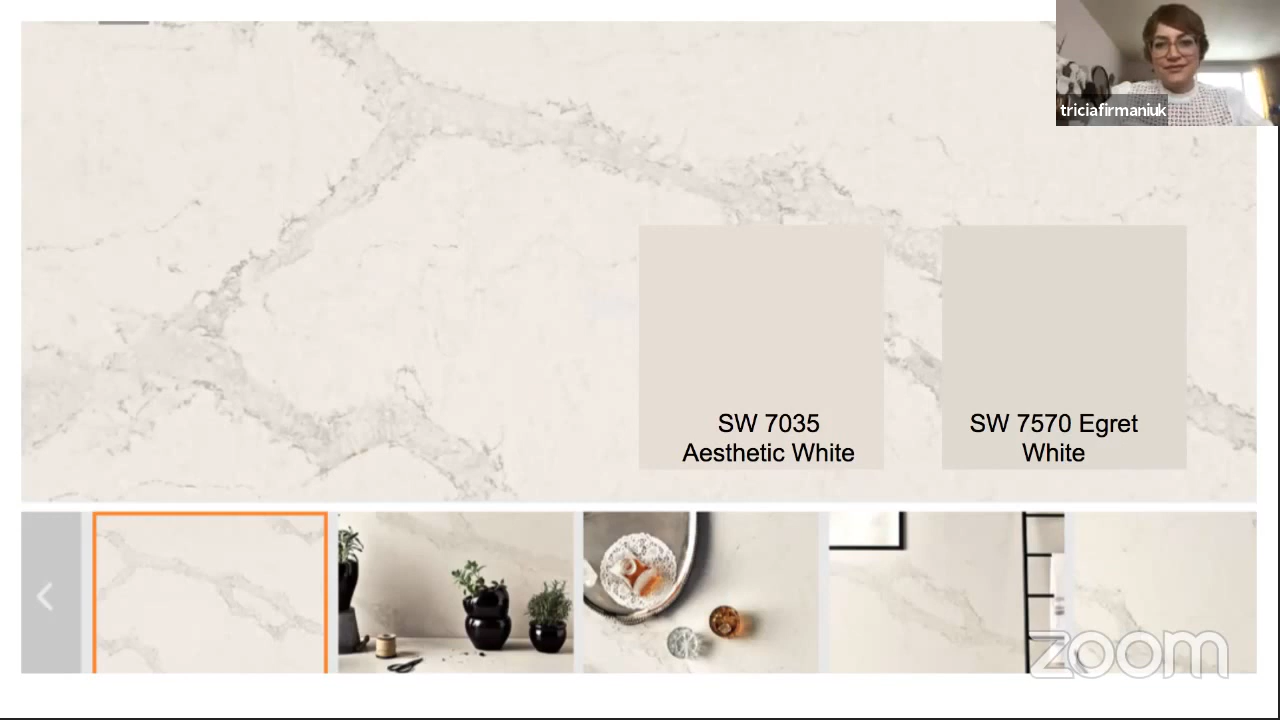 triciafirmaniuk
SW 7035
Aesthetic White
SW 7570 Egret
White
zoom